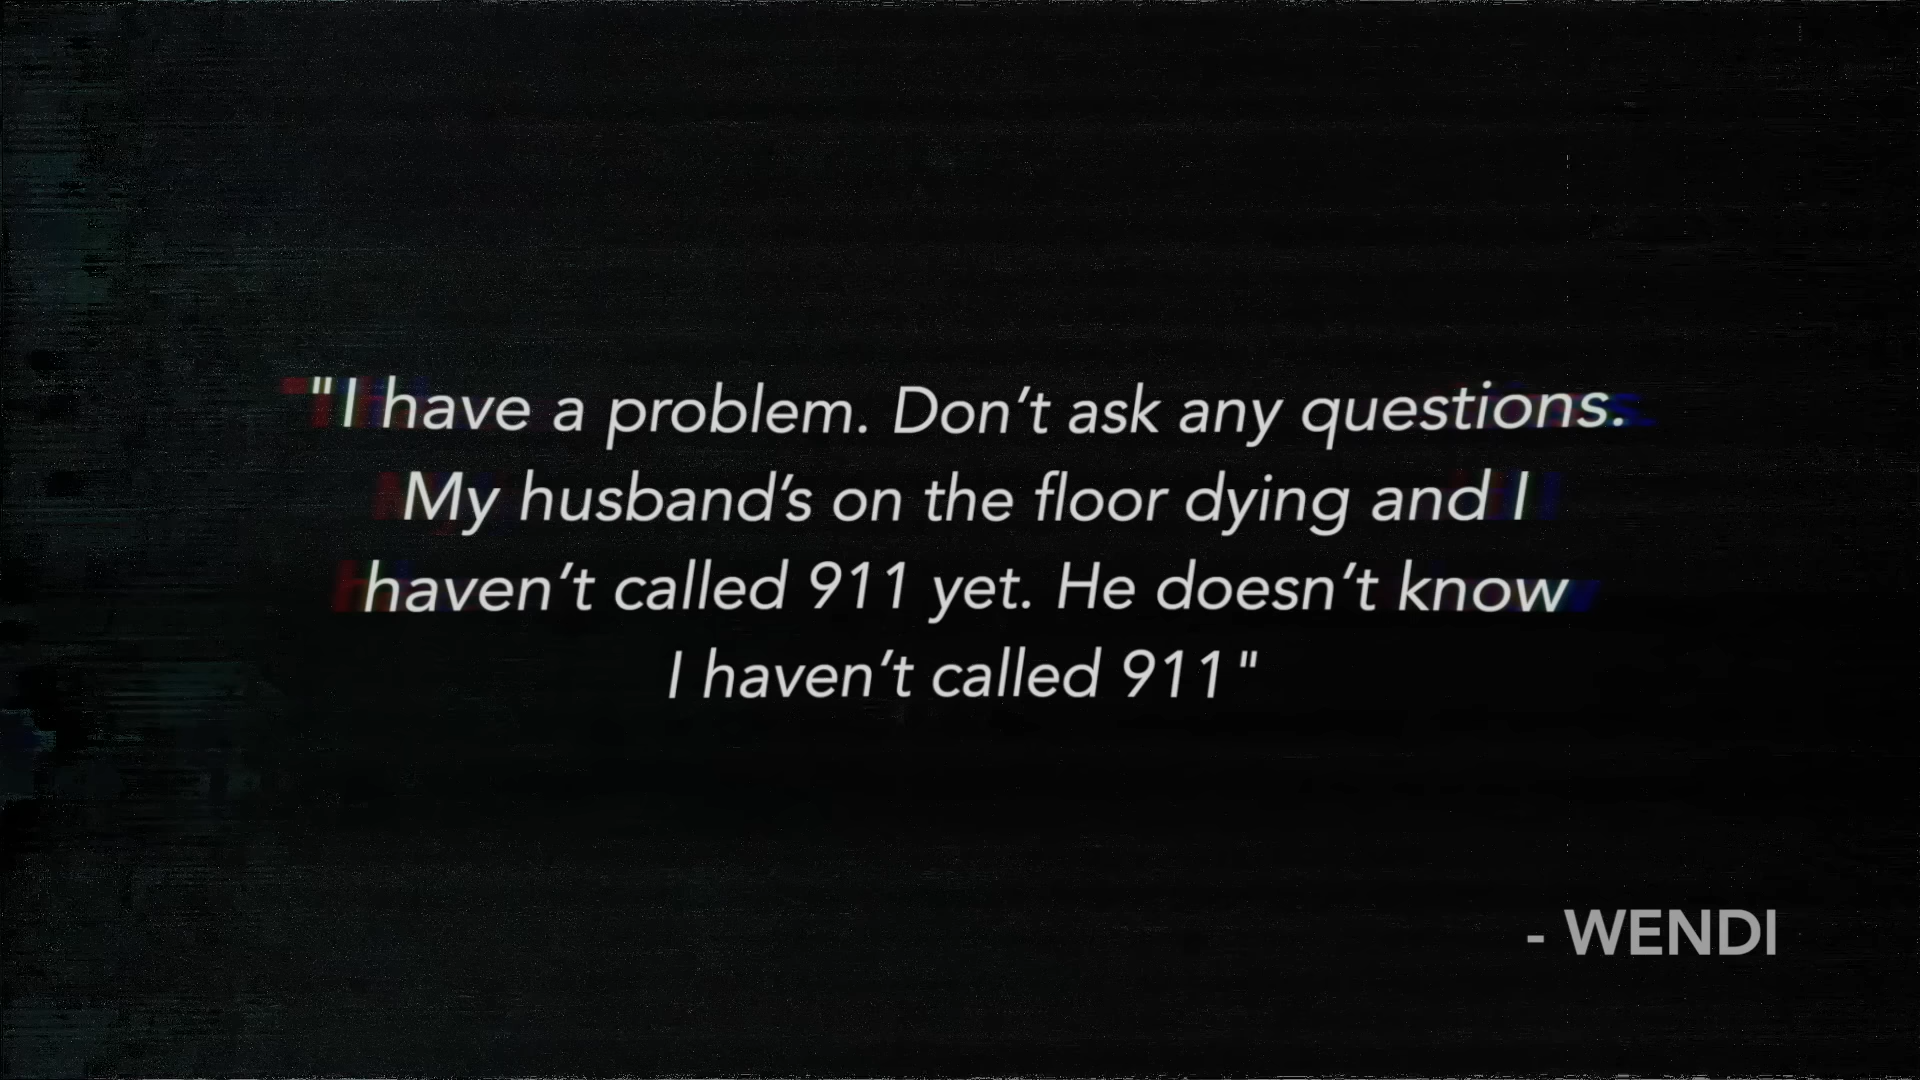 "I have a problem. Don’t ask any questions.
My husband’s on the floor dying and I
haven’t called 911 yet. He doesn’t know
I haven’t called 911"
- WENDI